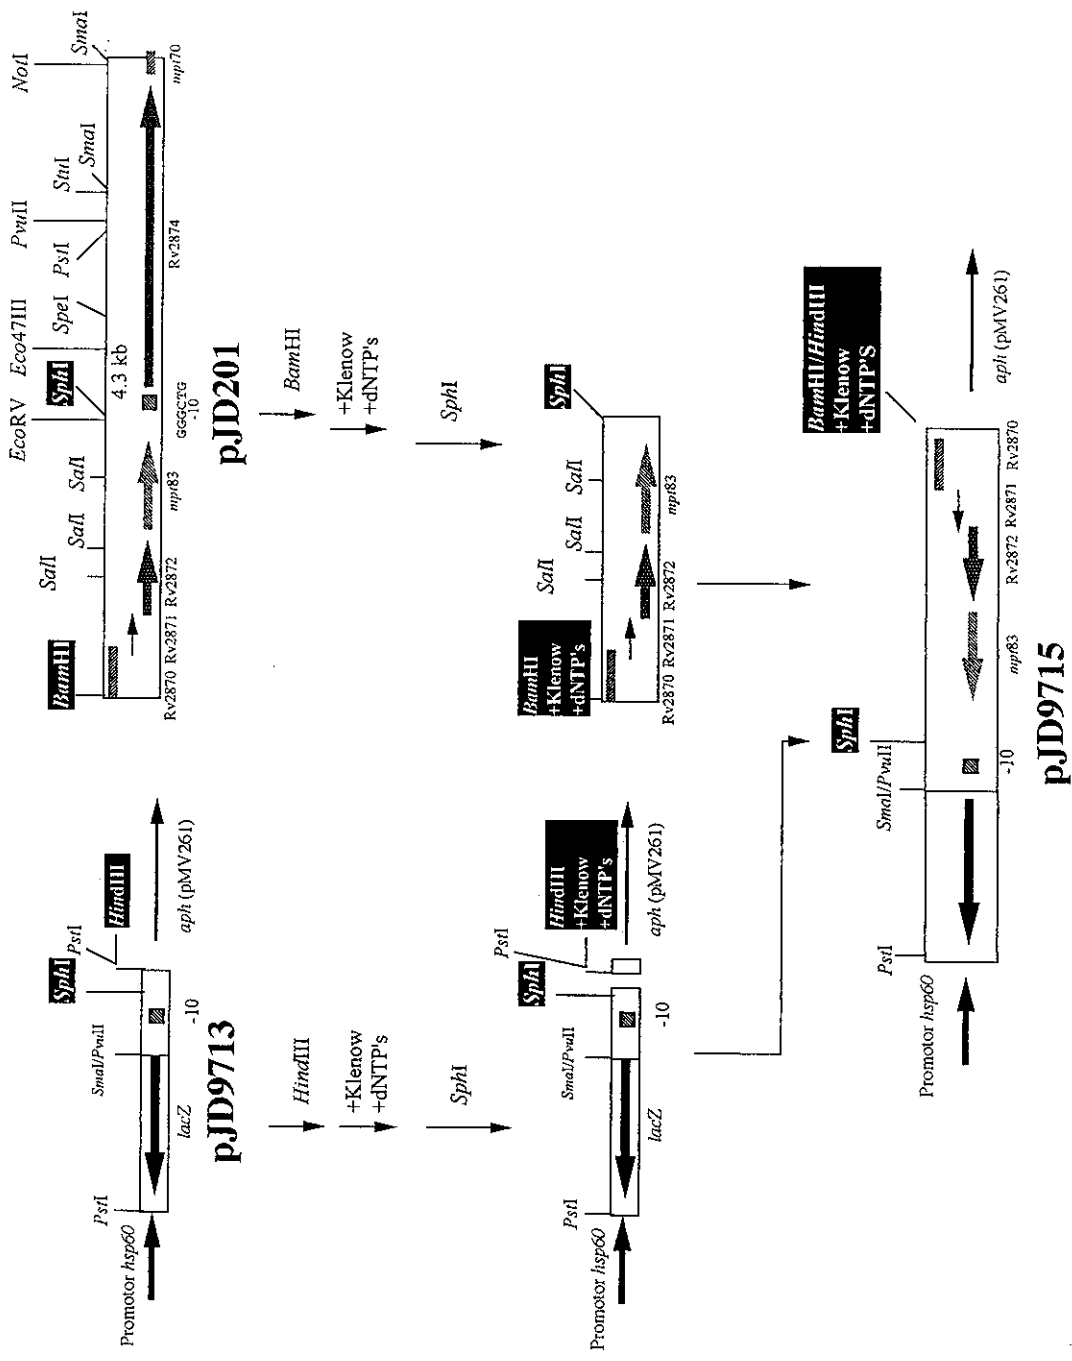 BamHI
SalI
SalI
SalI
EcoRV
SphI
Eco47III
SpeI
PstI
PvuII
StuI
SmaI
NotI
SmaI
4.3 kb
Rv2870 Rv2871 Rv2872
mpt83
GGGCTG
-10
Rv2874
mpt70
pJD201
BamHI
+Klenow
+dNTP's
SphI
BamHI
+Klenow
+dNTP's
SalI
SalI
SalI
SphI
Rv2870 Rv2871 Rv2872
mpt83
PstI
SmaI/PvuII
SphI
PstI
HindIII
Promotor hsp60
lacZ
-10
aph (pMV261)
pJD9713
HindIII
+Klenow
+dNTP's
SphI
PstI
SmaI/PvuII
SphI
PstI
HindIII
+Klenow
+dNTP's
Promotor hsp60
lacZ
-10
aph (pMV261)
PstI
SmaI/PvuII
SphI
BamHI/HindIII
+Klenow
+dNTP'S
Promotor hsp60
-10
mpt83
Rv2872 Rv2871 Rv2870
aph (pMV261)
pJD9715